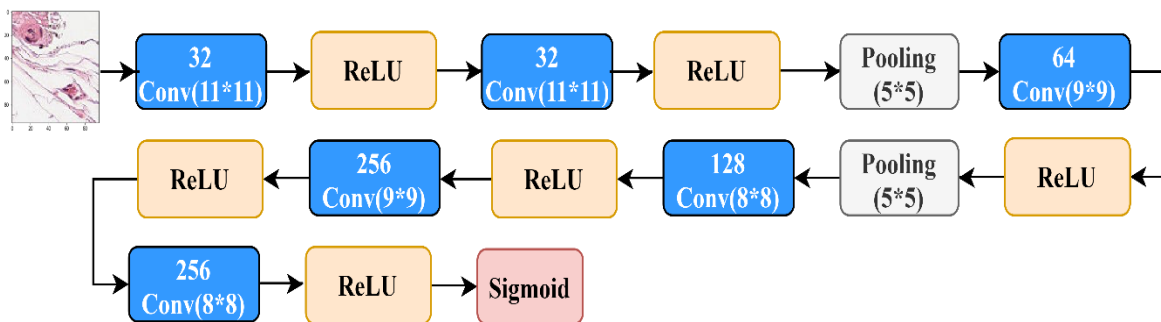 32
Conv(11*11)
ReLU
32
Conv(11*11)
ReLU
Pooling
(5*5)
64
Conv(9*9)
ReLU
Pooling
(5*5)
128
Conv(8*8)
ReLU
256
Conv(9*9)
ReLU
256
Conv(8*8)
ReLU
Sigmoid